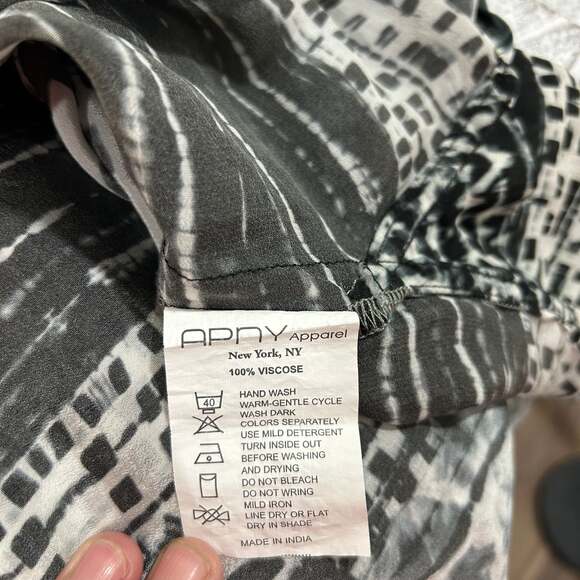 APNY Apparel
New York, NY
100% VISCOSE
40
HAND WASH
WARM-GENTLE CYCLE
WASH DARK
COLORS SEPARATELY
USE MILD DETERGENT
TURN INSIDE OUT
BEFORE WASHING
AND DRYING
DO NOT BLEACH
DO NOT WRING
MILD IRON
LINE DRY OR FLAT
DRY IN SHADE
MADE IN INDIA